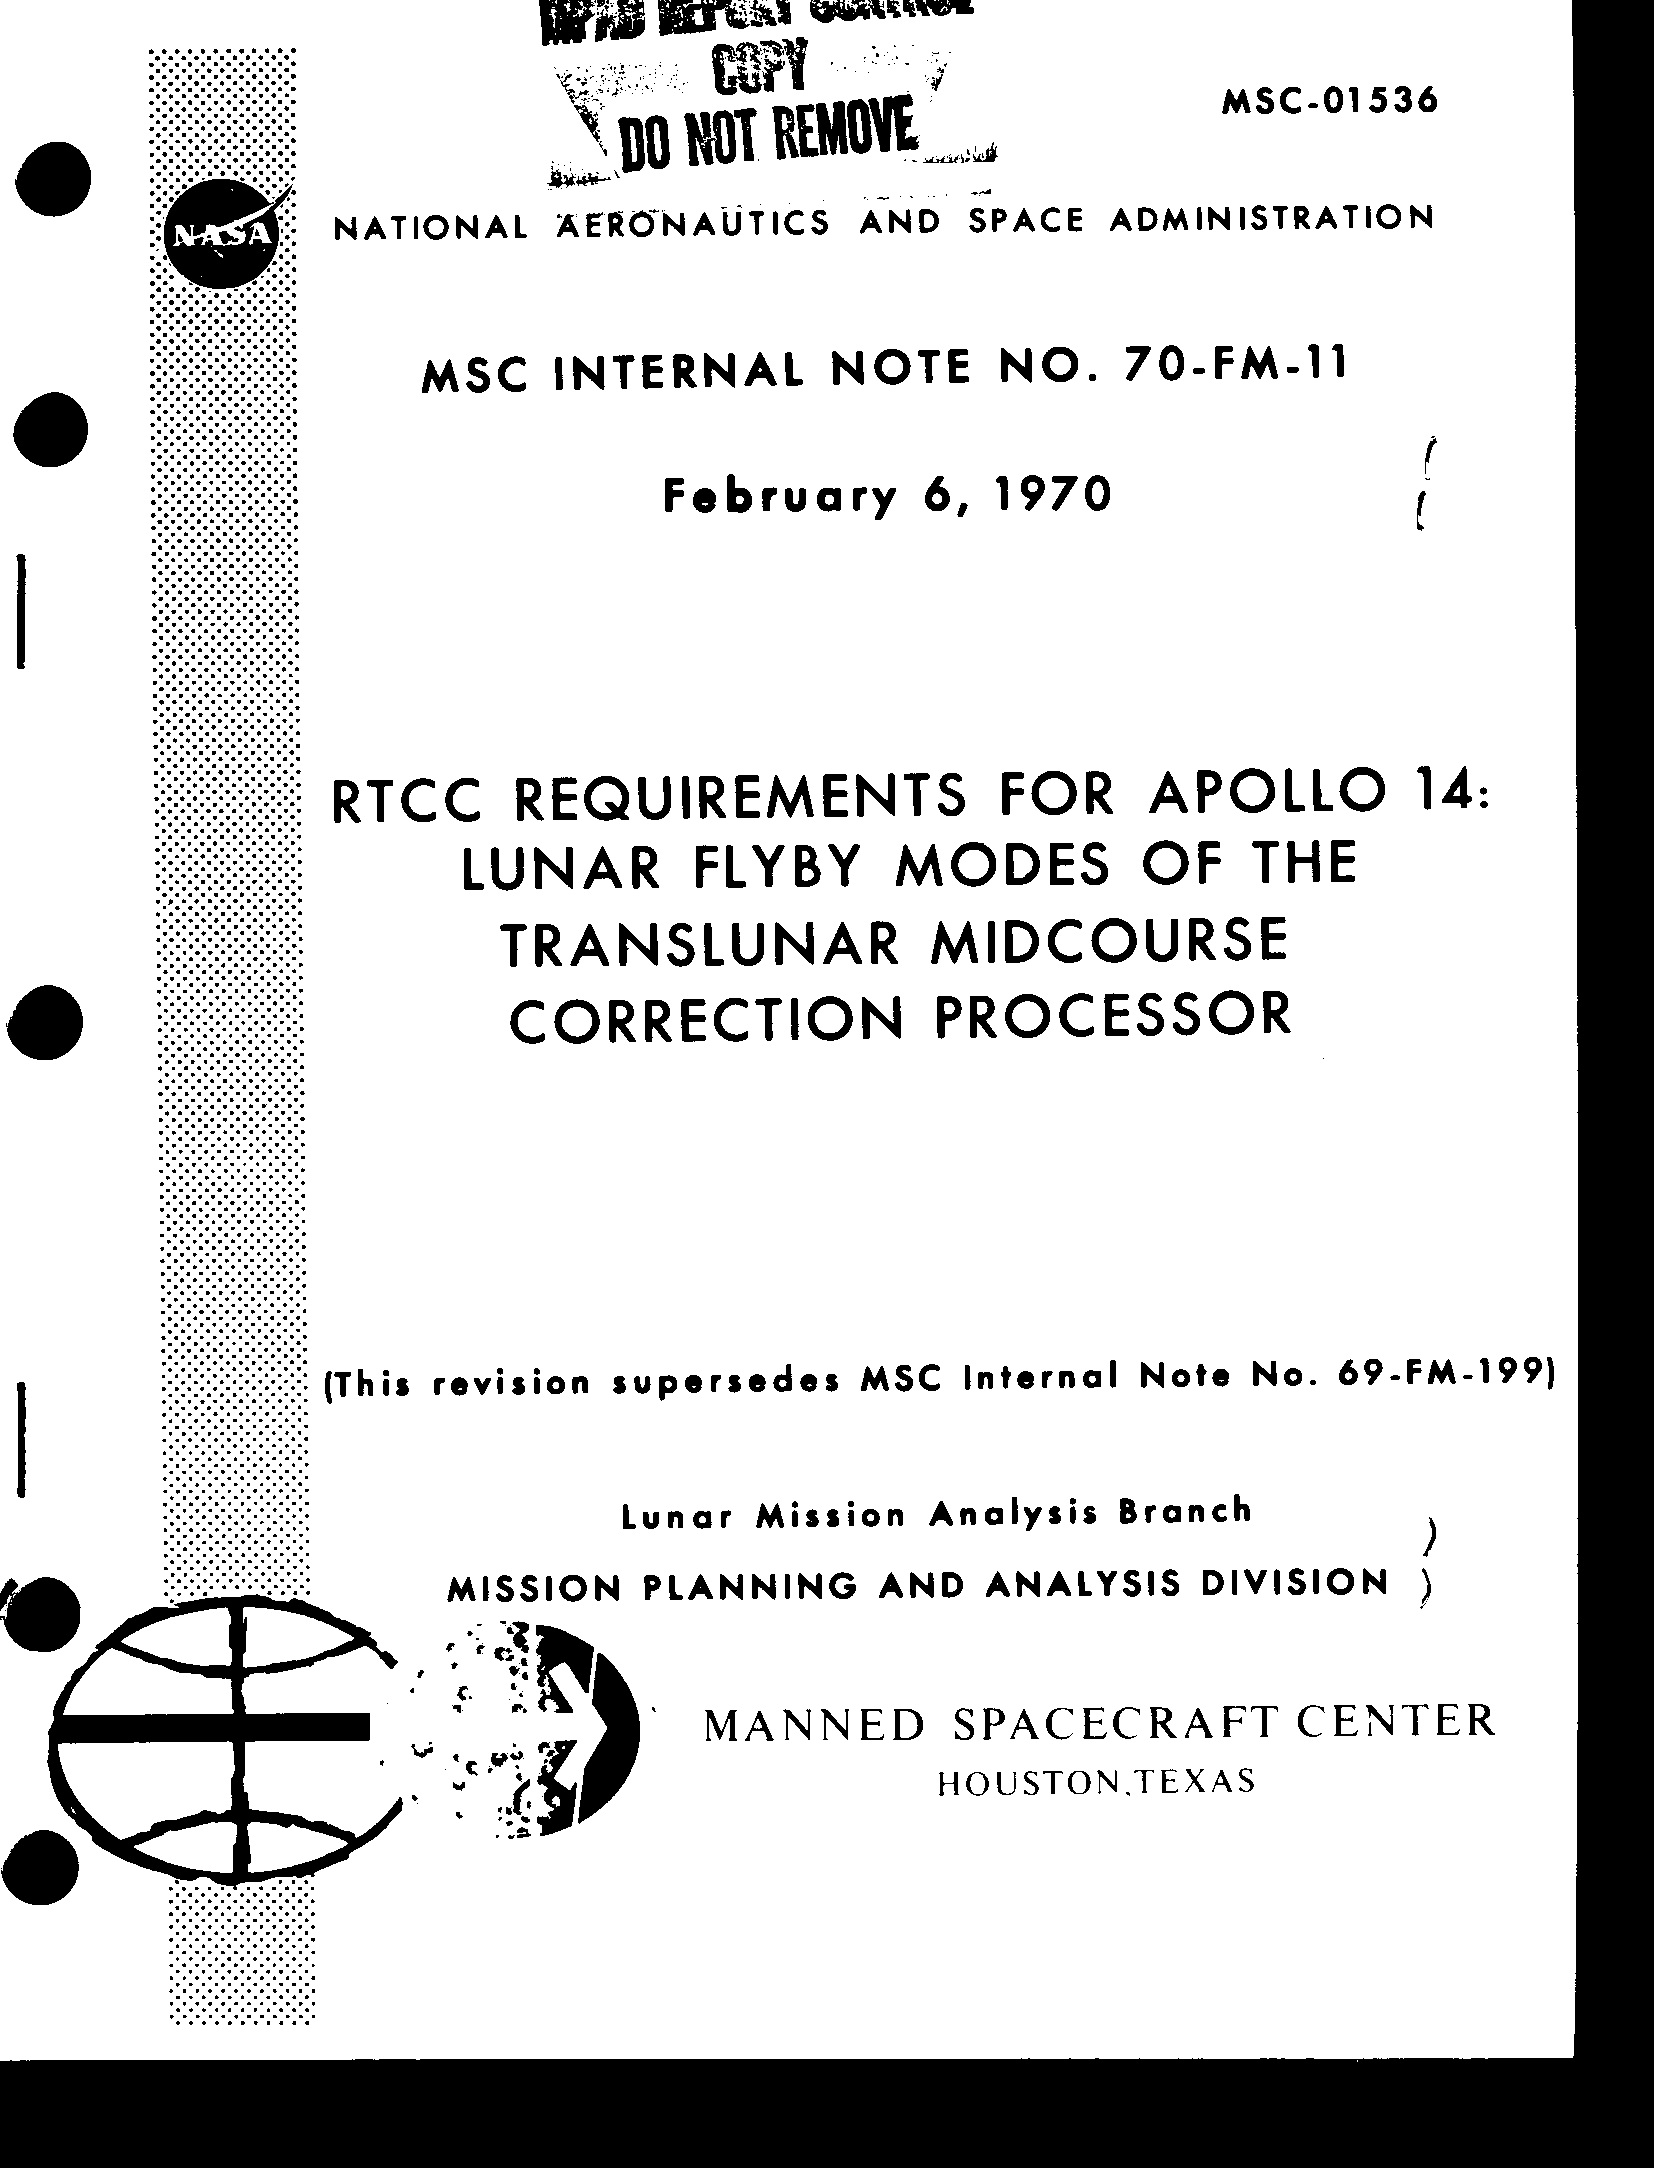 MPAD REPORT CONTROL
COPY
DO NOT REMOVE
MSC-01536
NASA
NATIONAL AERONAUTICS AND SPACE ADMINISTRATION
MSC INTERNAL NOTE NO. 70-FM-11
February 6, 1970
RTCC REQUIREMENTS FOR APOLLO 14:
LUNAR FLYBY MODES OF THE
TRANSLUNAR MIDCOURSE
CORRECTION PROCESSOR
(This revision supersedes MSC Internal Note No. 69-FM-199)
Lunar Mission Analysis Branch
MISSION PLANNING AND ANALYSIS DIVISION
MANNED SPACECRAFT CENTER
HOUSTON, TEXAS